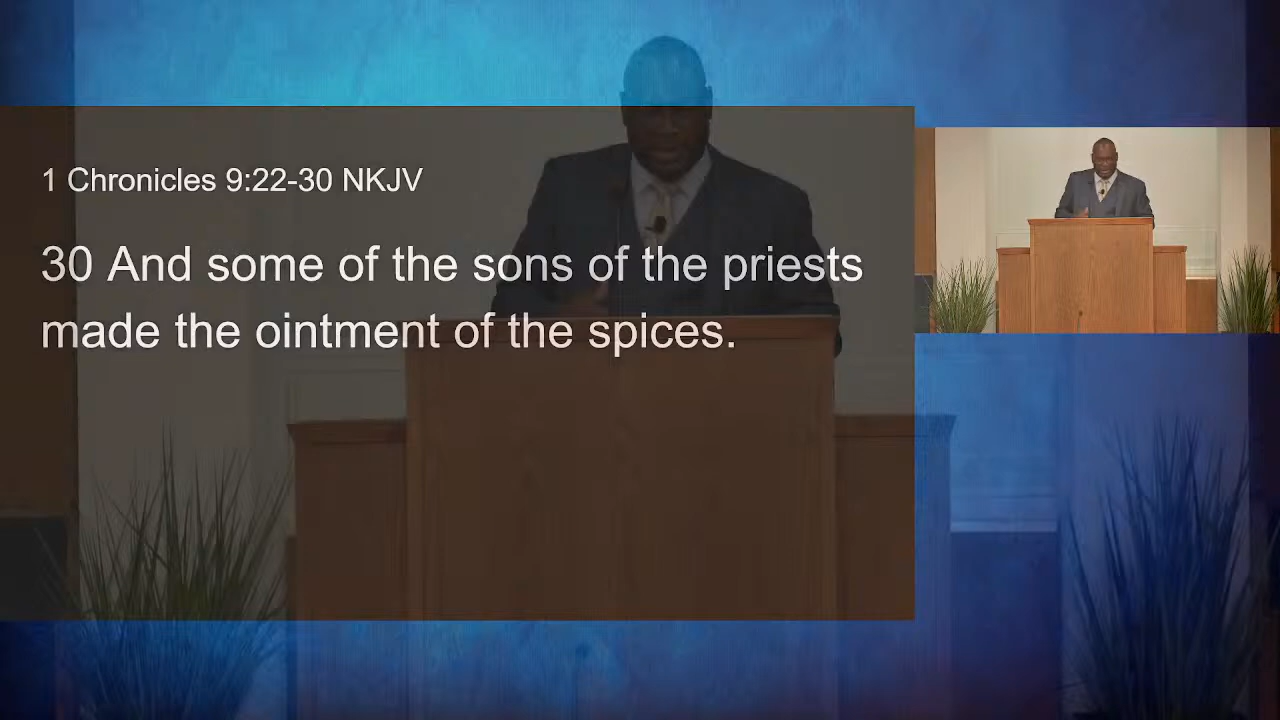 1 Chronicles 9:22-30 NKJV
30 And some of the sons of the priests
made the ointment of the spices.